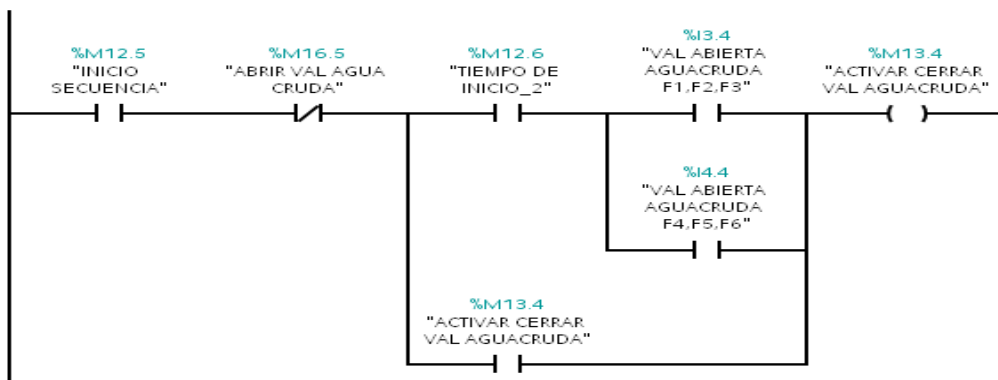 %M12.5
"INICIO
SECUENCIA"
%M16.5
"ABRIR VAL AGUA
CRUDA"
%M12.6
"TIEMPO DE
INICIO_2"
%I3.4
"VAL ABIERTA
AGUACRUDA
F1,F2,F3"
%M13.4
"ACTIVAR CERRAR
VAL AGUACRUDA"
%I4.4
"VAL ABIERTA
AGUACRUDA
F4,F5,F6"
%M13.4
"ACTIVAR CERRAR
VAL AGUACRUDA"